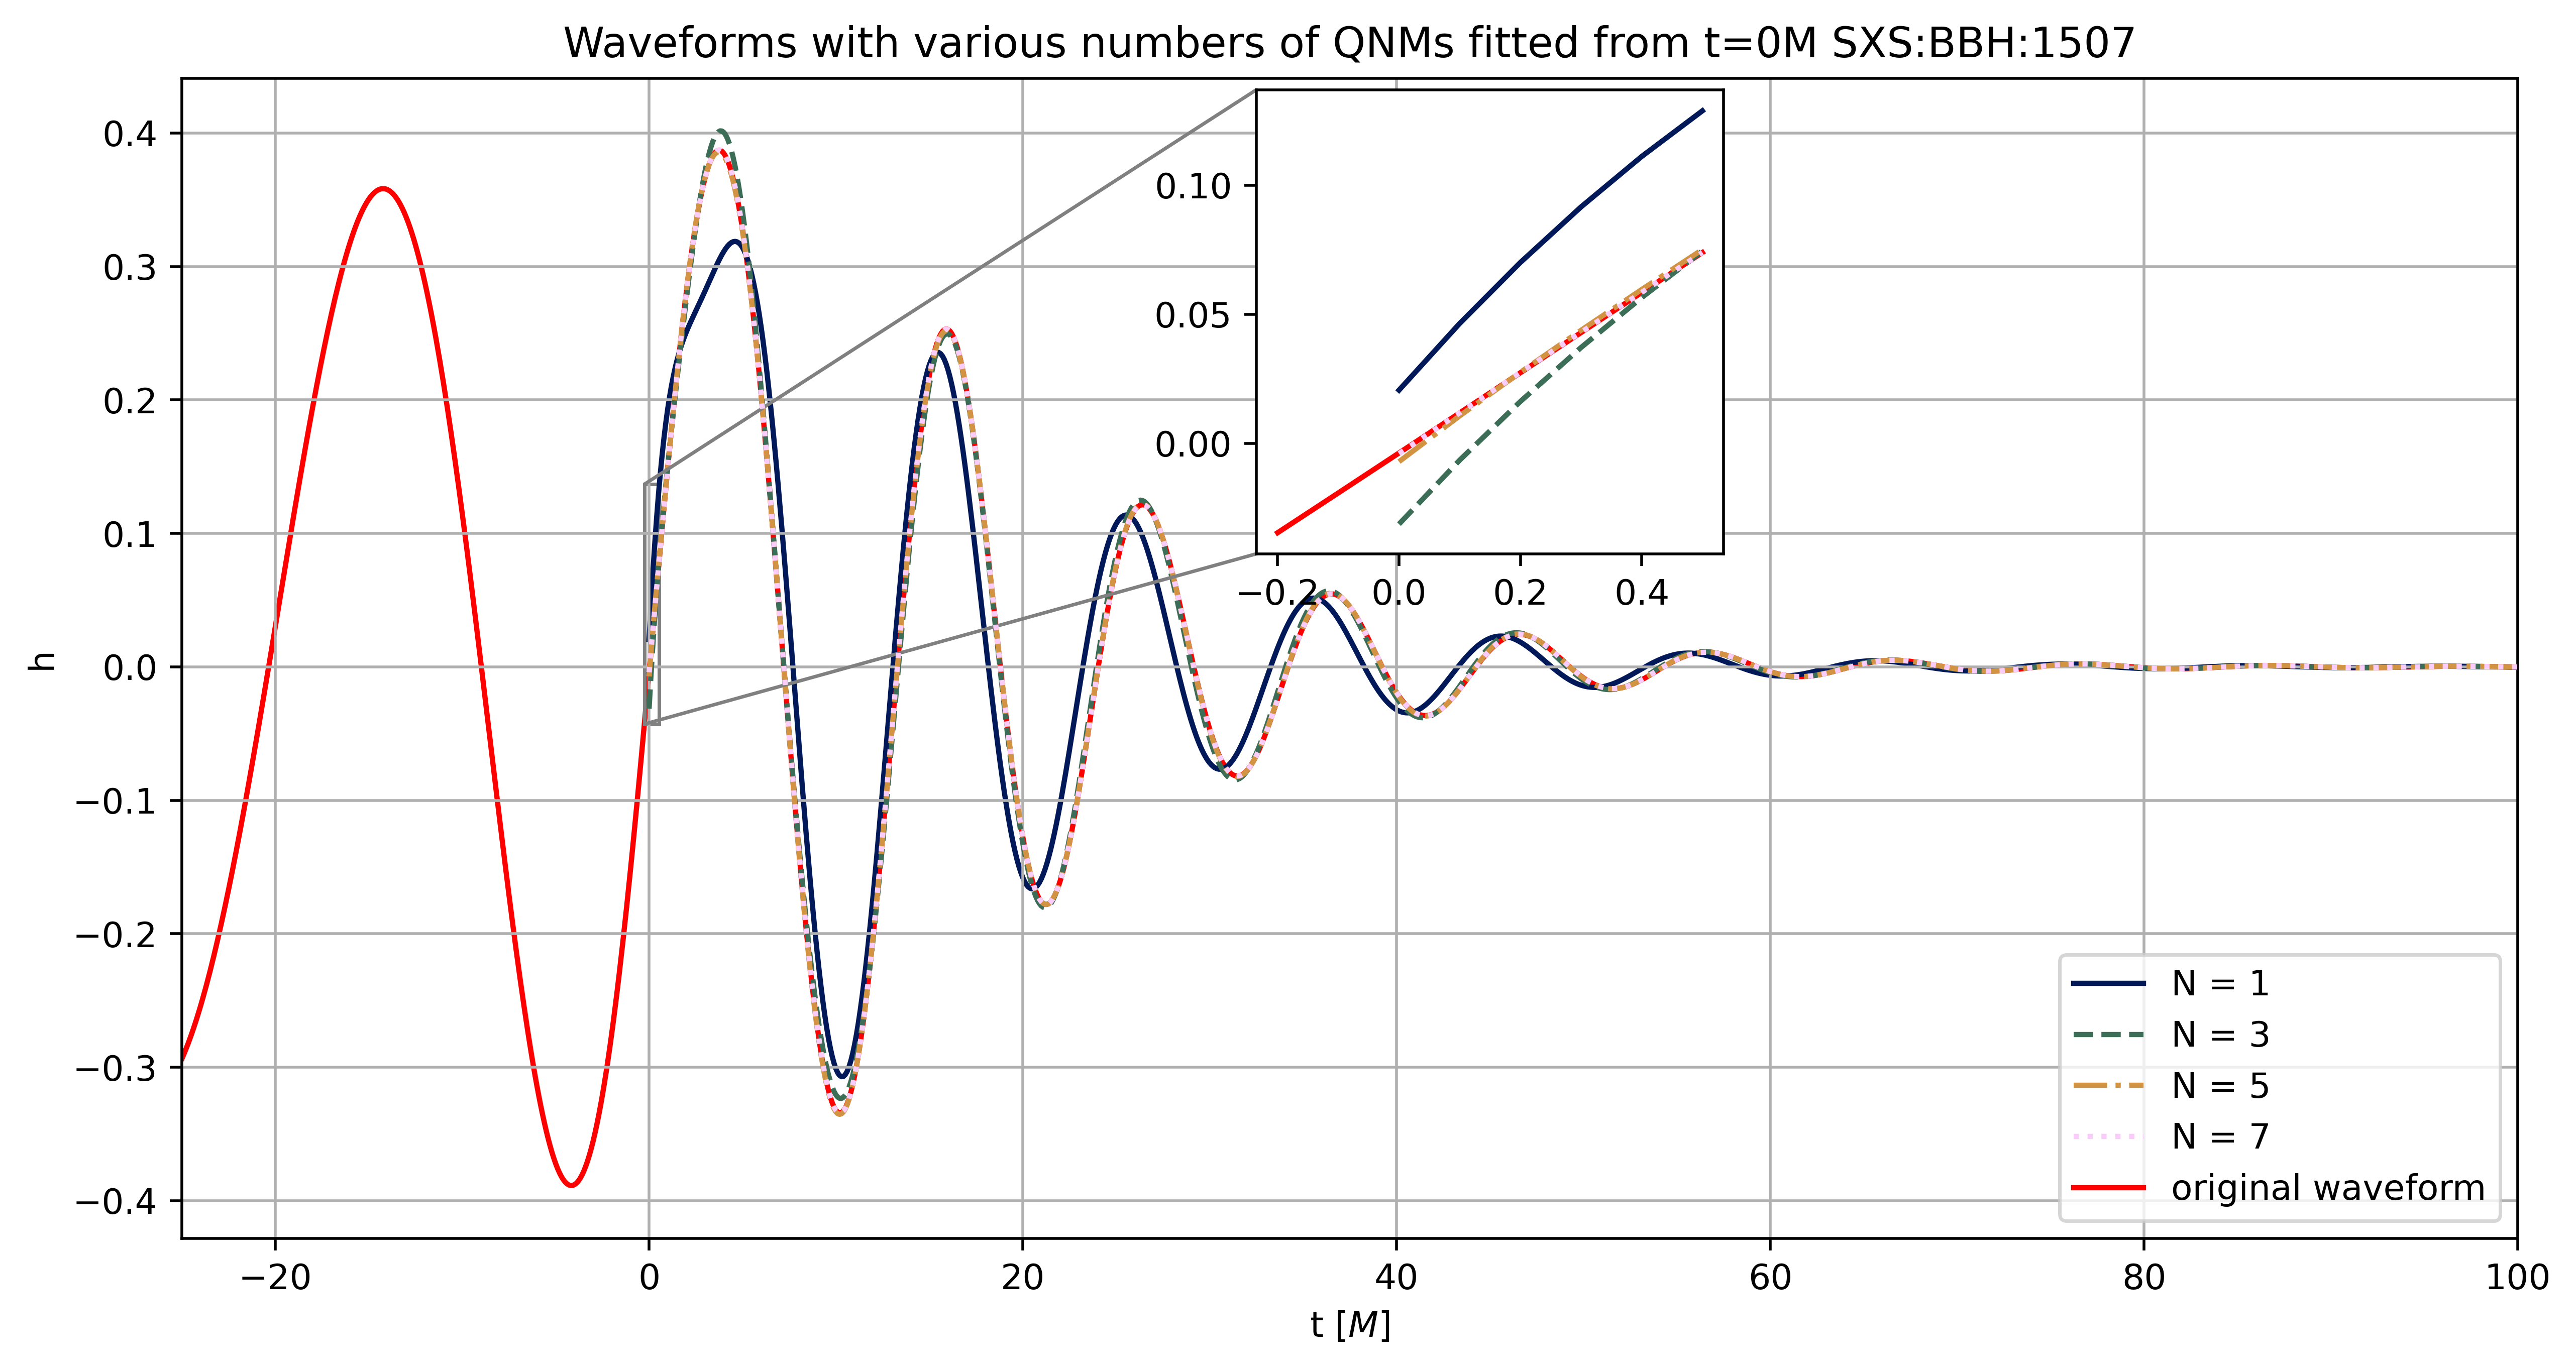 Waveforms with various numbers of QNMs fitted from t=0M SXS:BBH:1507
h
0.4
0.3
0.2
0.1
0.0
−0.1
−0.2
−0.3
−0.4
0.10
0.05
0.00
−0.2 0.0 0.2 0.4
N = 1
N = 3
N = 5
N = 7
original waveform
−20 0 20 40 60 80 100
t [M]